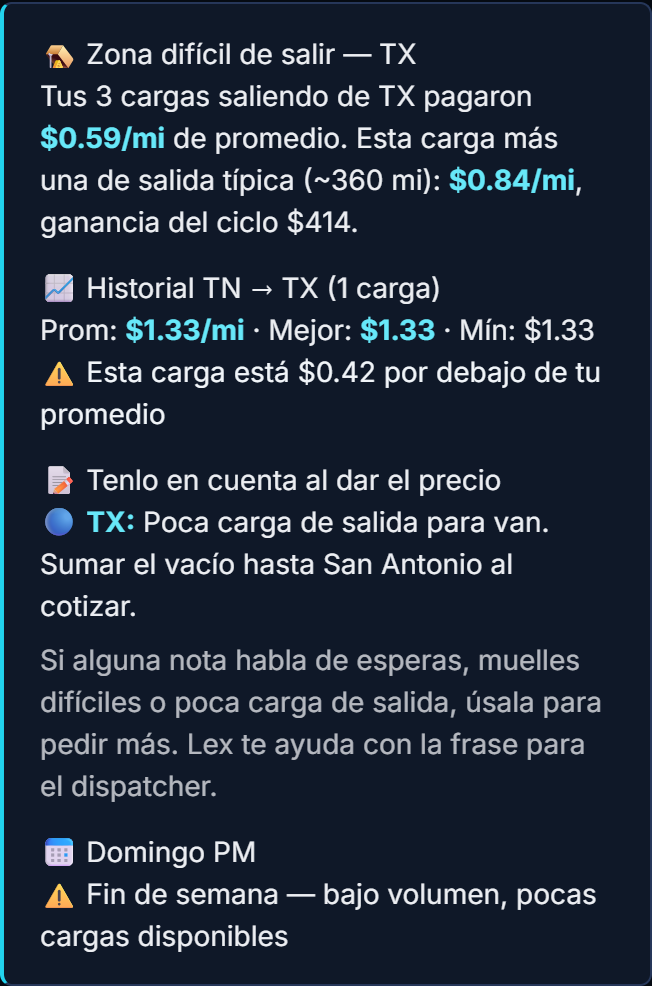 Zona difícil de salir — TX
Tus 3 cargas saliendo de TX pagaron
$0.59/mi de promedio. Esta carga más
una de salida típica (~360 mi): $0.84/mi,
ganancia del ciclo $414.
Historial TN → TX (1 carga)
Prom: $1.33/mi · Mejor: $1.33 · Mín: $1.33
⚠️ Esta carga está $0.42 por debajo de tu
promedio
Tenlo en cuenta al dar el precio
TX: Poca carga de salida para van.
Sumar el vacío hasta San Antonio al
cotizar.
Si alguna nota habla de esperas, muelles
difíciles o poca carga de salida, úsala para
pedir más. Lex te ayuda con la frase para
el dispatcher.
Domingo PM
⚠️ Fin de semana — bajo volumen, pocas
cargas disponibles